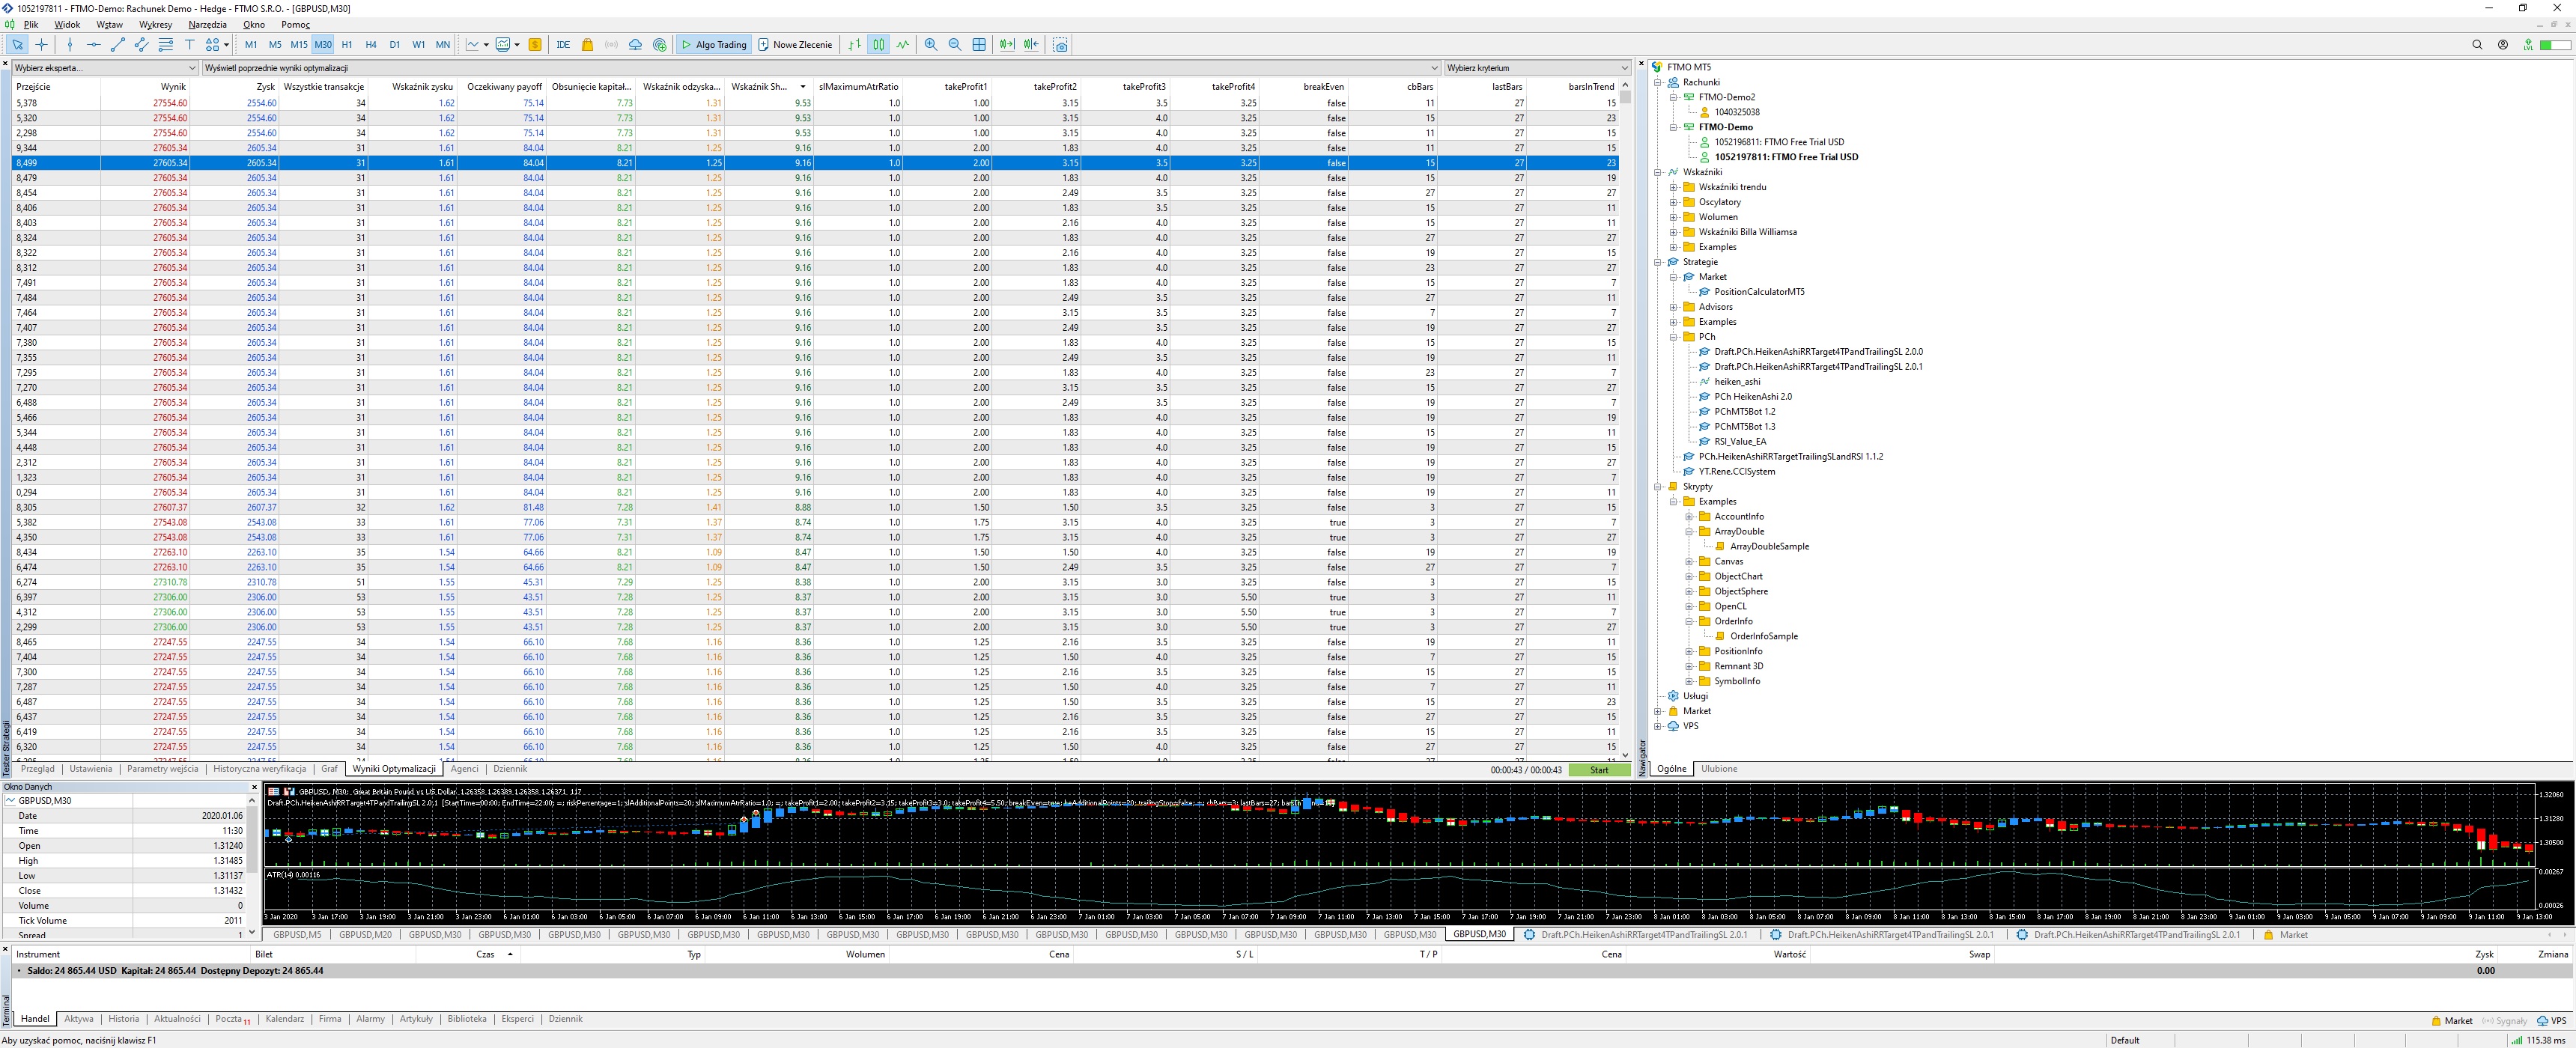 1052197811 - FTMO-Demo: Rachunek Demo - Hedge - FTMO S.R.O. - [GBPUSD,M30]
Plik Widok Wstaw Wykresy Narzędzia Okno Pomoc
M1 M5 M15 M30 H1 H4 D1 W1 MN IDE Algo Trading Nowe Zlecenie
Wybierz eksperta... Wyświetl poprzednie wyniki optymalizacji Wybierz kryterium
Przejście Wynik Zysk Wszystkie transakcje Wskaźnik zysku Oczekiwany payoff Obsunięcie kapitał... Wskaźnik odzyska... Wskaźnik Sh... slMaximumAtrRatio takeProfit1 takeProfit2 takeProfit3 takeProfit4 breakEven cbBars lastBars barsInTrend
5,378 27554.60 2554.60 34 1.62 75.14 7.73 1.31 9.53 1.0 1.00 3.15 3.5 3.25 false 11 27 15
5,320 27554.60 2554.60 34 1.62 75.14 7.73 1.31 9.53 1.0 1.00 3.15 4.0 3.25 false 15 27 23
2,298 27554.60 2554.60 34 1.62 75.14 7.73 1.31 9.53 1.0 1.00 3.15 4.0 3.25 false 11 27 15
9,344 27605.34 2605.34 31 1.61 84.04 8.21 1.25 9.16 1.0 2.00 1.83 4.0 3.25 false 11 27 15
8,499 27605.34 2605.34 31 1.61 84.04 8.21 1.25 9.16 1.0 2.00 3.15 3.5 3.25 false 15 27 23
8,479 27605.34 2605.34 31 1.61 84.04 8.21 1.25 9.16 1.0 2.00 1.83 4.0 3.25 false 15 27 19
8,454 27605.34 2605.34 31 1.61 84.04 8.21 1.25 9.16 1.0 2.00 2.49 3.5 3.25 false 27 27 27
8,406 27605.34 2605.34 31 1.61 84.04 8.21 1.25 9.16 1.0 2.00 1.83 3.5 3.25 false 15 27 11
8,403 27605.34 2605.34 31 1.61 84.04 8.21 1.25 9.16 1.0 2.00 2.16 4.0 3.25 false 15 27 11
8,324 27605.34 2605.34 31 1.61 84.04 8.21 1.25 9.16 1.0 2.00 1.83 4.0 3.25 false 27 27 27
8,322 27605.34 2605.34 31 1.61 84.04 8.21 1.25 9.16 1.0 2.00 2.16 4.0 3.25 false 19 27 15
8,312 27605.34 2605.34 31 1.61 84.04 8.21 1.25 9.16 1.0 2.00 1.83 4.0 3.25 false 23 27 27
7,491 27605.34 2605.34 31 1.61 84.04 8.21 1.25 9.16 1.0 2.00 1.83 4.0 3.25 false 15 27 7
7,484 27605.34 2605.34 31 1.61 84.04 8.21 1.25 9.16 1.0 2.00 2.49 3.5 3.25 false 27 27 11
7,464 27605.34 2605.34 31 1.61 84.04 8.21 1.25 9.16 1.0 2.00 3.15 3.5 3.25 false 7 27 7
7,407 27605.34 2605.34 31 1.61 84.04 8.21 1.25 9.16 1.0 2.00 2.49 3.5 3.25 false 19 27 27
7,380 27605.34 2605.34 31 1.61 84.04 8.21 1.25 9.16 1.0 2.00 1.83 4.0 3.25 false 15 27 15
7,355 27605.34 2605.34 31 1.61 84.04 8.21 1.25 9.16 1.0 2.00 2.49 3.5 3.25 false 19 27 11
7,295 27605.34 2605.34 31 1.61 84.04 8.21 1.25 9.16 1.0 2.00 1.83 4.0 3.25 false 23 27 7
7,270 27605.34 2605.34 31 1.61 84.04 8.21 1.25 9.16 1.0 2.00 3.15 3.5 3.25 false 15 27 27
6,488 27605.34 2605.34 31 1.61 84.04 8.21 1.25 9.16 1.0 2.00 2.49 3.5 3.25 false 19 27 7
5,466 27605.34 2605.34 31 1.61 84.04 8.21 1.25 9.16 1.0 2.00 1.83 4.0 3.25 false 19 27 19
5,344 27605.34 2605.34 31 1.61 84.04 8.21 1.25 9.16 1.0 2.00 1.83 4.0 3.25 false 15 27 11
4,448 27605.34 2605.34 31 1.61 84.04 8.21 1.25 9.16 1.0 2.00 1.83 4.0 3.25 false 19 27 15
2,312 27605.34 2605.34 31 1.61 84.04 8.21 1.25 9.16 1.0 2.00 1.83 4.0 3.25 false 19 27 27
1,323 27605.34 2605.34 31 1.61 84.04 8.21 1.25 9.16 1.0 2.00 1.83 4.0 3.25 false 19 27 7
0,294 27605.34 2605.34 31 1.61 84.04 8.21 1.25 9.16 1.0 2.00 1.83 4.0 3.25 false 19 27 11
8,305 27607.37 2607.37 32 1.62 81.48 7.28 1.41 8.88 1.0 1.50 1.50 4.0 3.25 false 3 27 15
5,382 27543.08 2543.08 33 1.61 77.06 7.31 1.37 8.74 1.0 1.75 3.15 4.0 3.25 true 3 27 7
4,350 27543.08 2543.08 33 1.61 77.06 7.31 1.37 8.74 1.0 1.75 3.15 4.0 3.25 true 3 27 27
8,434 27263.10 2263.10 35 1.54 64.66 8.21 1.09 8.47 1.0 1.50 1.50 4.0 3.25 false 19 27 19
6,474 27263.10 2263.10 35 1.54 64.66 8.21 1.09 8.47 1.0 1.50 2.49 3.5 3.25 false 27 27 7
6,274 27310.78 2310.78 51 1.55 45.31 7.29 1.25 8.38 1.0 2.00 3.15 3.0 3.25 false 3 27 15
6,397 27306.00 2306.00 53 1.55 43.51 7.28 1.25 8.37 1.0 2.00 3.15 3.0 5.50 true 3 27 11
4,312 27306.00 2306.00 53 1.55 43.51 7.28 1.25 8.37 1.0 2.00 3.15 3.0 5.50 true 3 27 7
2,299 27306.00 2306.00 53 1.55 43.51 7.28 1.25 8.37 1.0 2.00 3.15 3.0 5.50 true 3 27 27
8,465 27247.55 2247.55 34 1.54 66.10 7.68 1.16 8.36 1.0 1.25 2.16 3.5 3.25 false 19 27 11
7,404 27247.55 2247.55 34 1.54 66.10 7.68 1.16 8.36 1.0 1.25 1.50 4.0 3.25 false 7 27 15
7,300 27247.55 2247.55 34 1.54 66.10 7.68 1.16 8.36 1.0 1.25 2.16 3.5 3.25 false 15 27 15
7,287 27247.55 2247.55 34 1.54 66.10 7.68 1.16 8.36 1.0 1.25 1.50 4.0 3.25 false 7 27 11
6,487 27247.55 2247.55 34 1.54 66.10 7.68 1.16 8.36 1.0 1.25 1.50 4.0 3.25 false 15 27 23
6,437 27247.55 2247.55 34 1.54 66.10 7.68 1.16 8.36 1.0 1.25 2.16 3.5 3.25 false 27 27 15
6,419 27247.55 2247.55 34 1.54 66.10 7.68 1.16 8.36 1.0 1.25 2.16 3.5 3.25 false 15 27 11
6,320 27247.55 2247.55 34 1.54 66.10 7.68 1.16 8.36 1.0 1.25 1.50 4.0 3.25 false 27 27 15
Tester Strategii
Przegląd Ustawienia Parametry wejścia Historyczna weryfikacja Graf Wyniki Optymalizacji Agenci Dziennik 00:00:43 / 00:00:43 Start
FTMO MT5
Rachunki
FTMO-Demo2
1040325038
FTMO-Demo
1052196811: FTMO Free Trial USD
1052197811: FTMO Free Trial USD
Wskaźniki
Wskaźniki trendu
Oscylatory
Wolumen
Wskaźniki Billa Williamsa
Examples
Strategie
Market
PositionCalculatorMT5
Advisors
Examples
PCh
Draft.PCh.HeikenAshiRRTarget4TPandTrailingSL 2.0.0
Draft.PCh.HeikenAshiRRTarget4TPandTrailingSL 2.0.1
heiken_ashi
PCh HeikenAshi 2.0
PChMT5Bot 1.2
PChMT5Bot 1.3
RSI_Value_EA
PCh.HeikenAshiRRTargetTrailingSLandRSI 1.1.2
YT.Rene.CCISystem
Skrypty
Examples
AccountInfo
ArrayDouble
ArrayDoubleSample
Canvas
ObjectChart
ObjectSphere
OpenCL
OrderInfo
OrderInfoSample
PositionInfo
Remnant 3D
SymbolInfo
Usługi
Market
VPS
Nawigator
Ogólne Ulubione
Okno Danych
GBPUSD,M30
Date 2020.01.06
Time 11:30
Open 1.31240
High 1.31485
Low 1.31137
Close 1.31432
Volume 0
Tick Volume 2011
Spread 1
GBPUSD, M30: Great Britain Pound vs US Dollar 1.26358 1.26389 1.26358 1.26371 117
Draft.PCh.HeikenAshiRRTarget4TPandTrailingSL 2.0.1
1.32060
1.31280
1.30500
ATR(14) 0.00116
0.00267
0.00026
3 Jan 2020 3 Jan 17:00 3 Jan 19:00 3 Jan 21:00 3 Jan 23:00 6 Jan 01:00 6 Jan 03:00 6 Jan 05:00 6 Jan 07:00 6 Jan 09:00 6 Jan 11:00 6 Jan 13:00 6 Jan 15:00 6 Jan 17:00 6 Jan 19:00 6 Jan 21:00 6 Jan 23:00 7 Jan 01:00 7 Jan 03:00 7 Jan 05:00 7 Jan 07:00 7 Jan 09:00 7 Jan 11:00 7 Jan 13:00 7 Jan 15:00 7 Jan 17:00 7 Jan 19:00 7 Jan 21:00 7 Jan 23:00 8 Jan 01:00 8 Jan 03:00 8 Jan 05:00 8 Jan 07:00 8 Jan 09:00 8 Jan 11:00 8 Jan 13:00 8 Jan 15:00 8 Jan 17:00 8 Jan 19:00 8 Jan 21:00 8 Jan 23:00 9 Jan 01:00 9 Jan 03:00 9 Jan 05:00 9 Jan 07:00 9 Jan 09:00 9 Jan 11:00 9 Jan 13:00
GBPUSD,M5 GBPUSD,M20 GBPUSD,M30 GBPUSD,M30 GBPUSD,M30 GBPUSD,M30 GBPUSD,M30 GBPUSD,M30 GBPUSD,M30 GBPUSD,M30 GBPUSD,M30 GBPUSD,M30 GBPUSD,M30 GBPUSD,M30 GBPUSD,M30 GBPUSD,M30 GBPUSD,M30 GBPUSD,M30 Draft.PCh.HeikenAshiRRTarget4TPandTrailingSL 2.0.1 Draft.PCh.HeikenAshiRRTarget4TPandTrailingSL 2.0.1 Draft.PCh.HeikenAshiRRTarget4TPandTrailingSL 2.0.1 Market
Instrument Bilet Czas Typ Wolumen Cena S / L T / P Cena Wartość Swap Zysk Zmiana
Saldo: 24 865.44 USD Kapitał: 24 865.44 Dostępny Depozyt: 24 865.44 0.00
Terminal
Handel Aktywa Historia Aktualności Poczta 11 Kalendarz Firma Alarmy Artykuły Biblioteka Eksperci Dziennik Market Sygnały VPS
Aby uzyskać pomoc, naciśnij klawisz F1 Default 115.38 ms